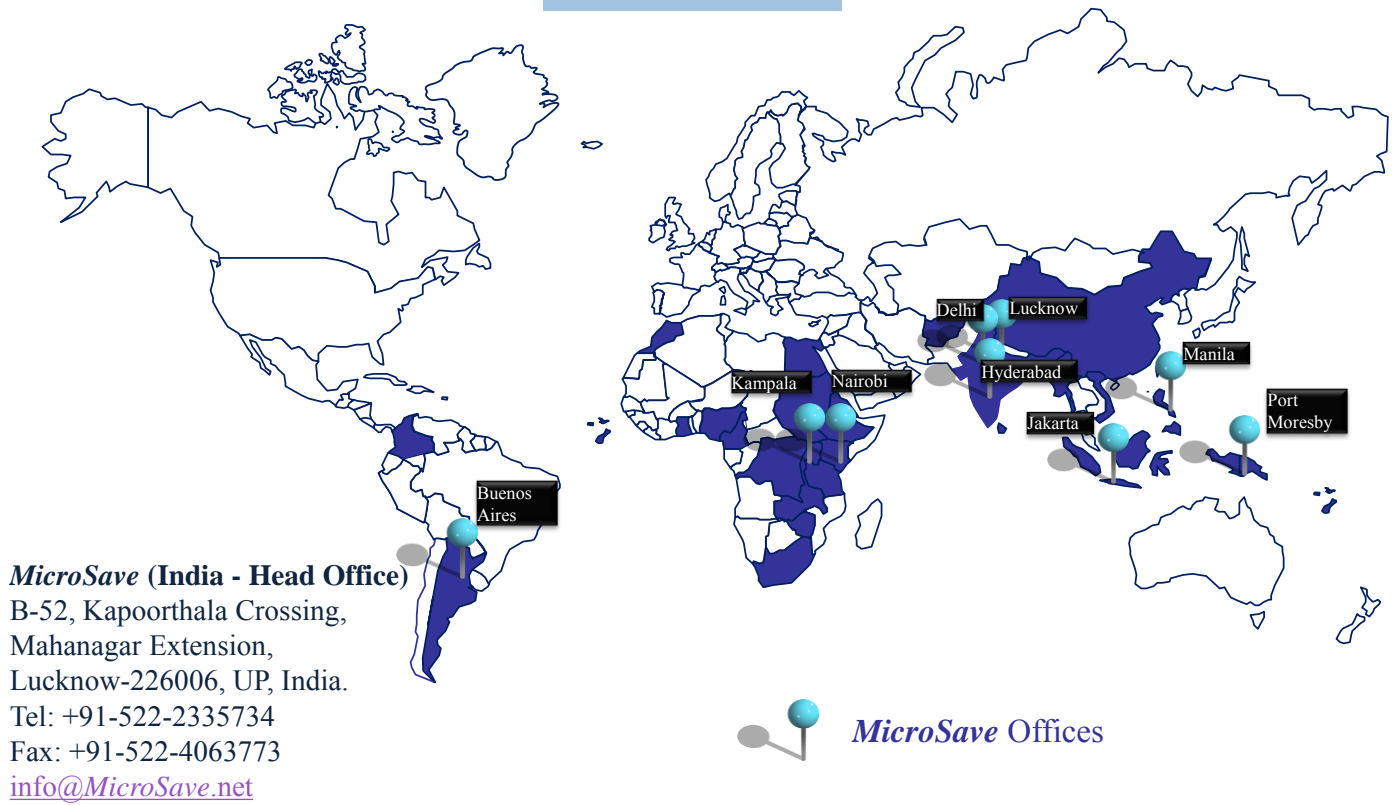 Delhi
Lucknow
Manila
Hyderabad
Kampala
Nairobi
Port
Moresby
Jakarta
Buenos
Aires
MicroSave (India - Head Office)
B-52, Kapoorthala Crossing,
Mahanagar Extension,
Lucknow-226006, UP, India.
Tel: +91-522-2335734
Fax: +91-522-4063773
info@MicroSave.net
MicroSave Offices